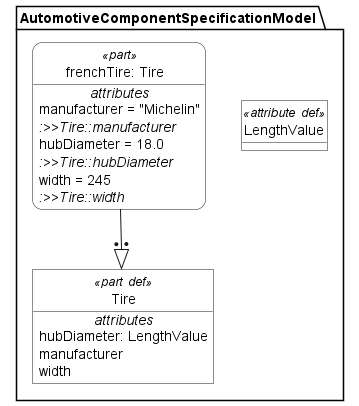 AutomotiveComponentSpecificationModel
«part»
frenchTire: Tire
attributes
manufacturer = "Michelin"
:>>Tire::manufacturer
hubDiameter = 18.0
:>>Tire::hubDiameter
width = 245
:>>Tire::width
«attribute def»
LengthValue
«part def»
Tire
attributes
hubDiameter: LengthValue
manufacturer
width